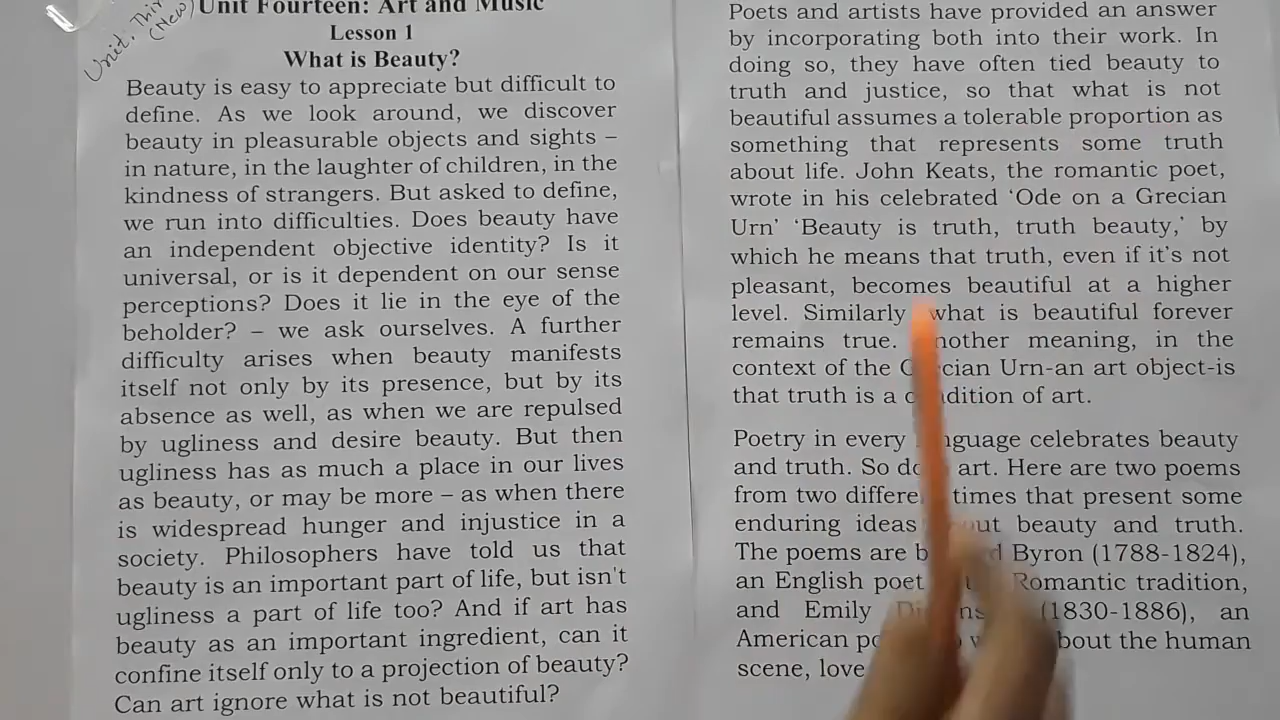 Unit Fourteen: Art and Music
Unit. Thir
(New)
Lesson 1
What is Beauty?
Beauty is easy to appreciate but difficult to
define. As we look around, we discover
beauty in pleasurable objects and sights –
in nature, in the laughter of children, in the
kindness of strangers. But asked to define,
we run into difficulties. Does beauty have
an independent objective identity? Is it
universal, or is it dependent on our sense
perceptions? Does it lie in the eye of the
beholder? – we ask ourselves. A further
difficulty arises when beauty manifests
itself not only by its presence, but by its
absence as well, as when we are repulsed
by ugliness and desire beauty. But then
ugliness has as much a place in our lives
as beauty, or may be more – as when there
is widespread hunger and injustice in a
society. Philosophers have told us that
beauty is an important part of life, but isn't
ugliness a part of life too? And if art has
beauty as an important ingredient, can it
confine itself only to a projection of beauty?
Can art ignore what is not beautiful?
Poets and artists have provided an answer
by incorporating both into their work. In
doing so, they have often tied beauty to
truth and justice, so that what is not
beautiful assumes a tolerable proportion as
something that represents some truth
about life. John Keats, the romantic poet,
wrote in his celebrated 'Ode on a Grecian
Urn' 'Beauty is truth, truth beauty,' by
which he means that truth, even if it's not
pleasant, becomes beautiful at a higher
level. Similarly what is beautiful forever
remains true. nother meaning, in the
context of the G cian Urn-an art object-is
that truth is a c ndition of art.
Poetry in every nguage celebrates beauty
and truth. So do art. Here are two poems
from two differe times that present some
enduring ideas out beauty and truth.
The poems are b d Byron (1788-1824),
an English poet Romantic tradition,
and Emily (1830-1886), an
American po bout the human
scene, love